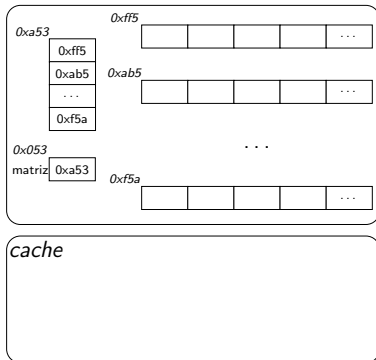 0xff5
0xa53
. . .
0xff5
0xab5
0xab5
. . .
. . .
0xf5a
0x053
. . .
matriz 0xa53
0xf5a
. . .
cache